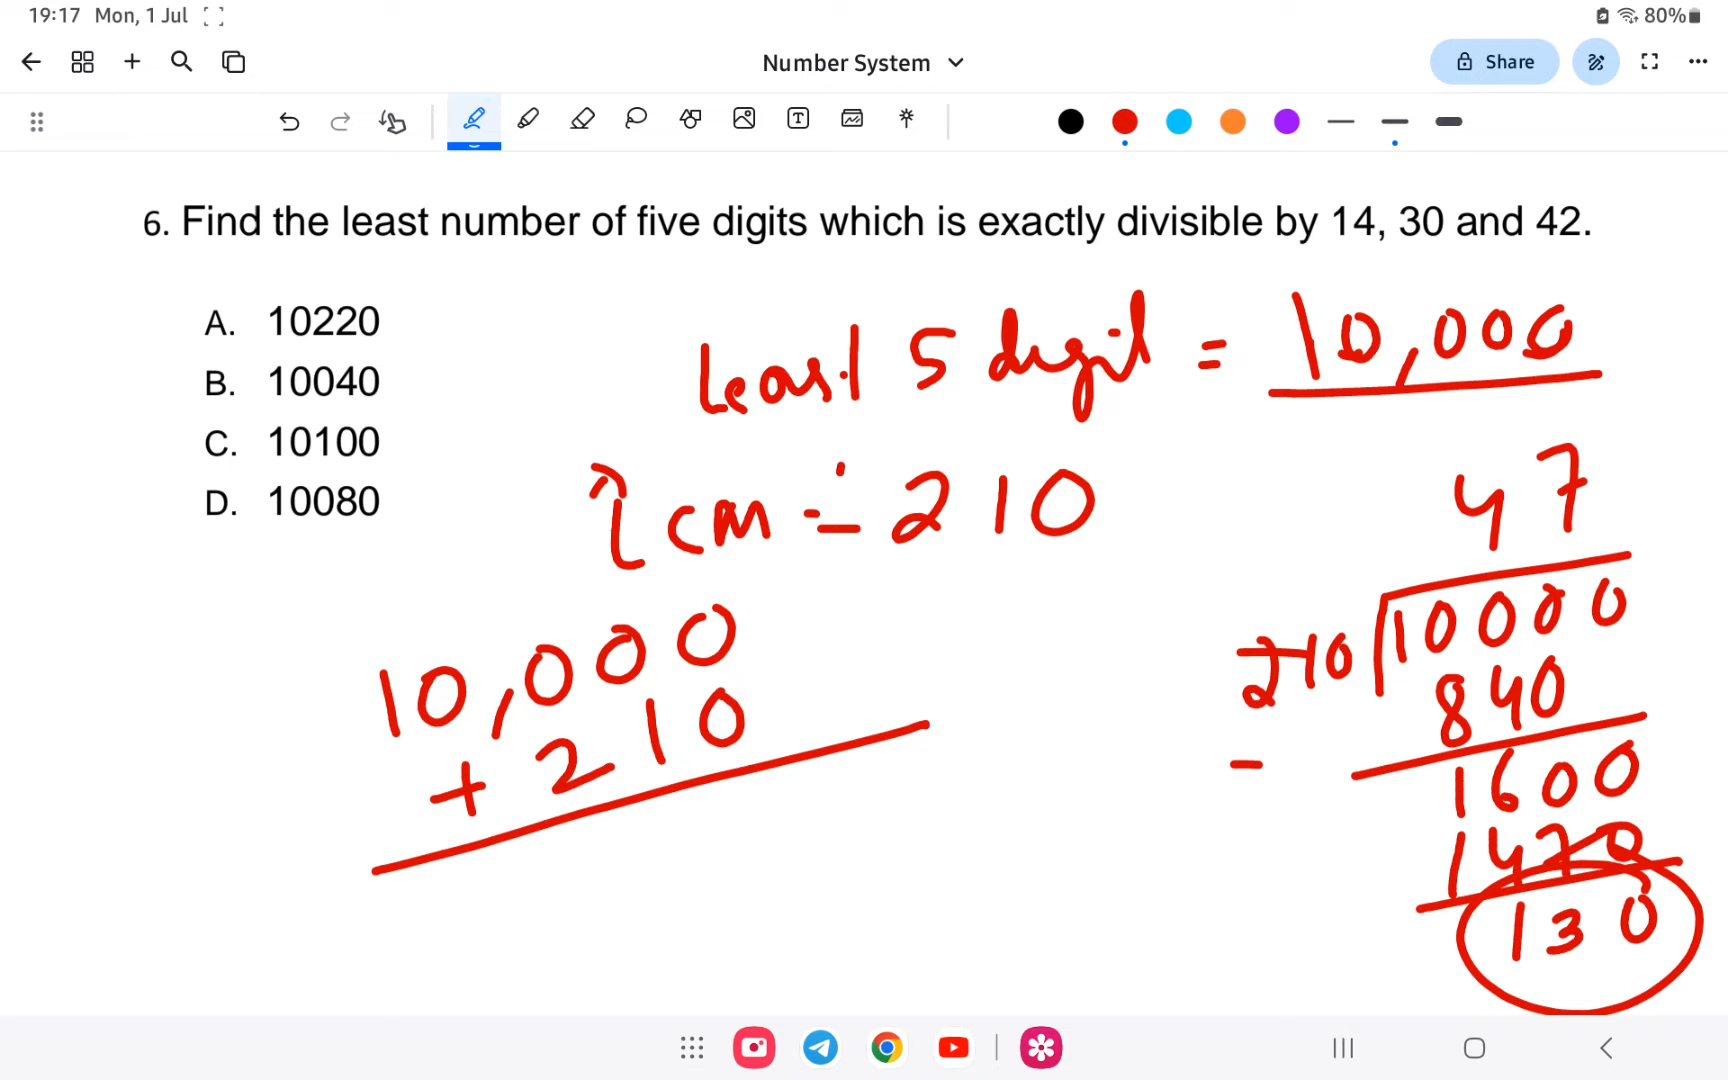 19:17 Mon, 1 Jul
80%
Number System
Share
6. Find the least number of five digits which is exactly divisible by 14, 30 and 42.
A. 10220
B. 10040
C. 10100
D. 10080
Least 5 digit = 10,000
Lcm = 210
47
210 10000
840
-
1600
1470
130
10,000
+ 210